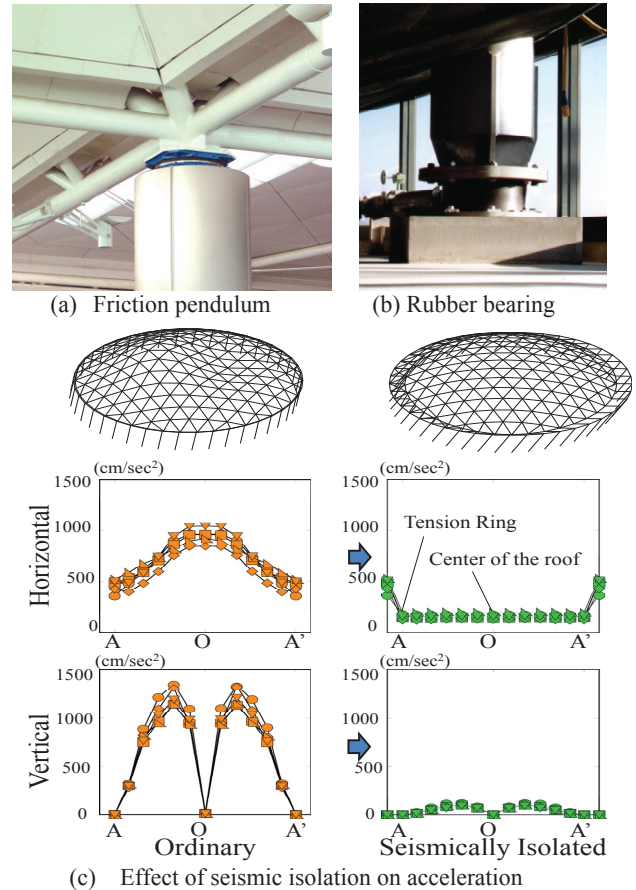 (a) Friction pendulum
(b) Rubber bearing
(cm/sec²)
1500
1000
500
0
Horizontal
A
O
A'
(cm/sec²)
1500
1000
500
0
Tension Ring
Center of the roof
A
O
A'
(cm/sec²)
1500
1000
500
0
Vertical
A
O
A'
Ordinary
(cm/sec²)
1500
1000
500
0
A
O
A'
Seismically Isolated
(c) Effect of seismic isolation on acceleration